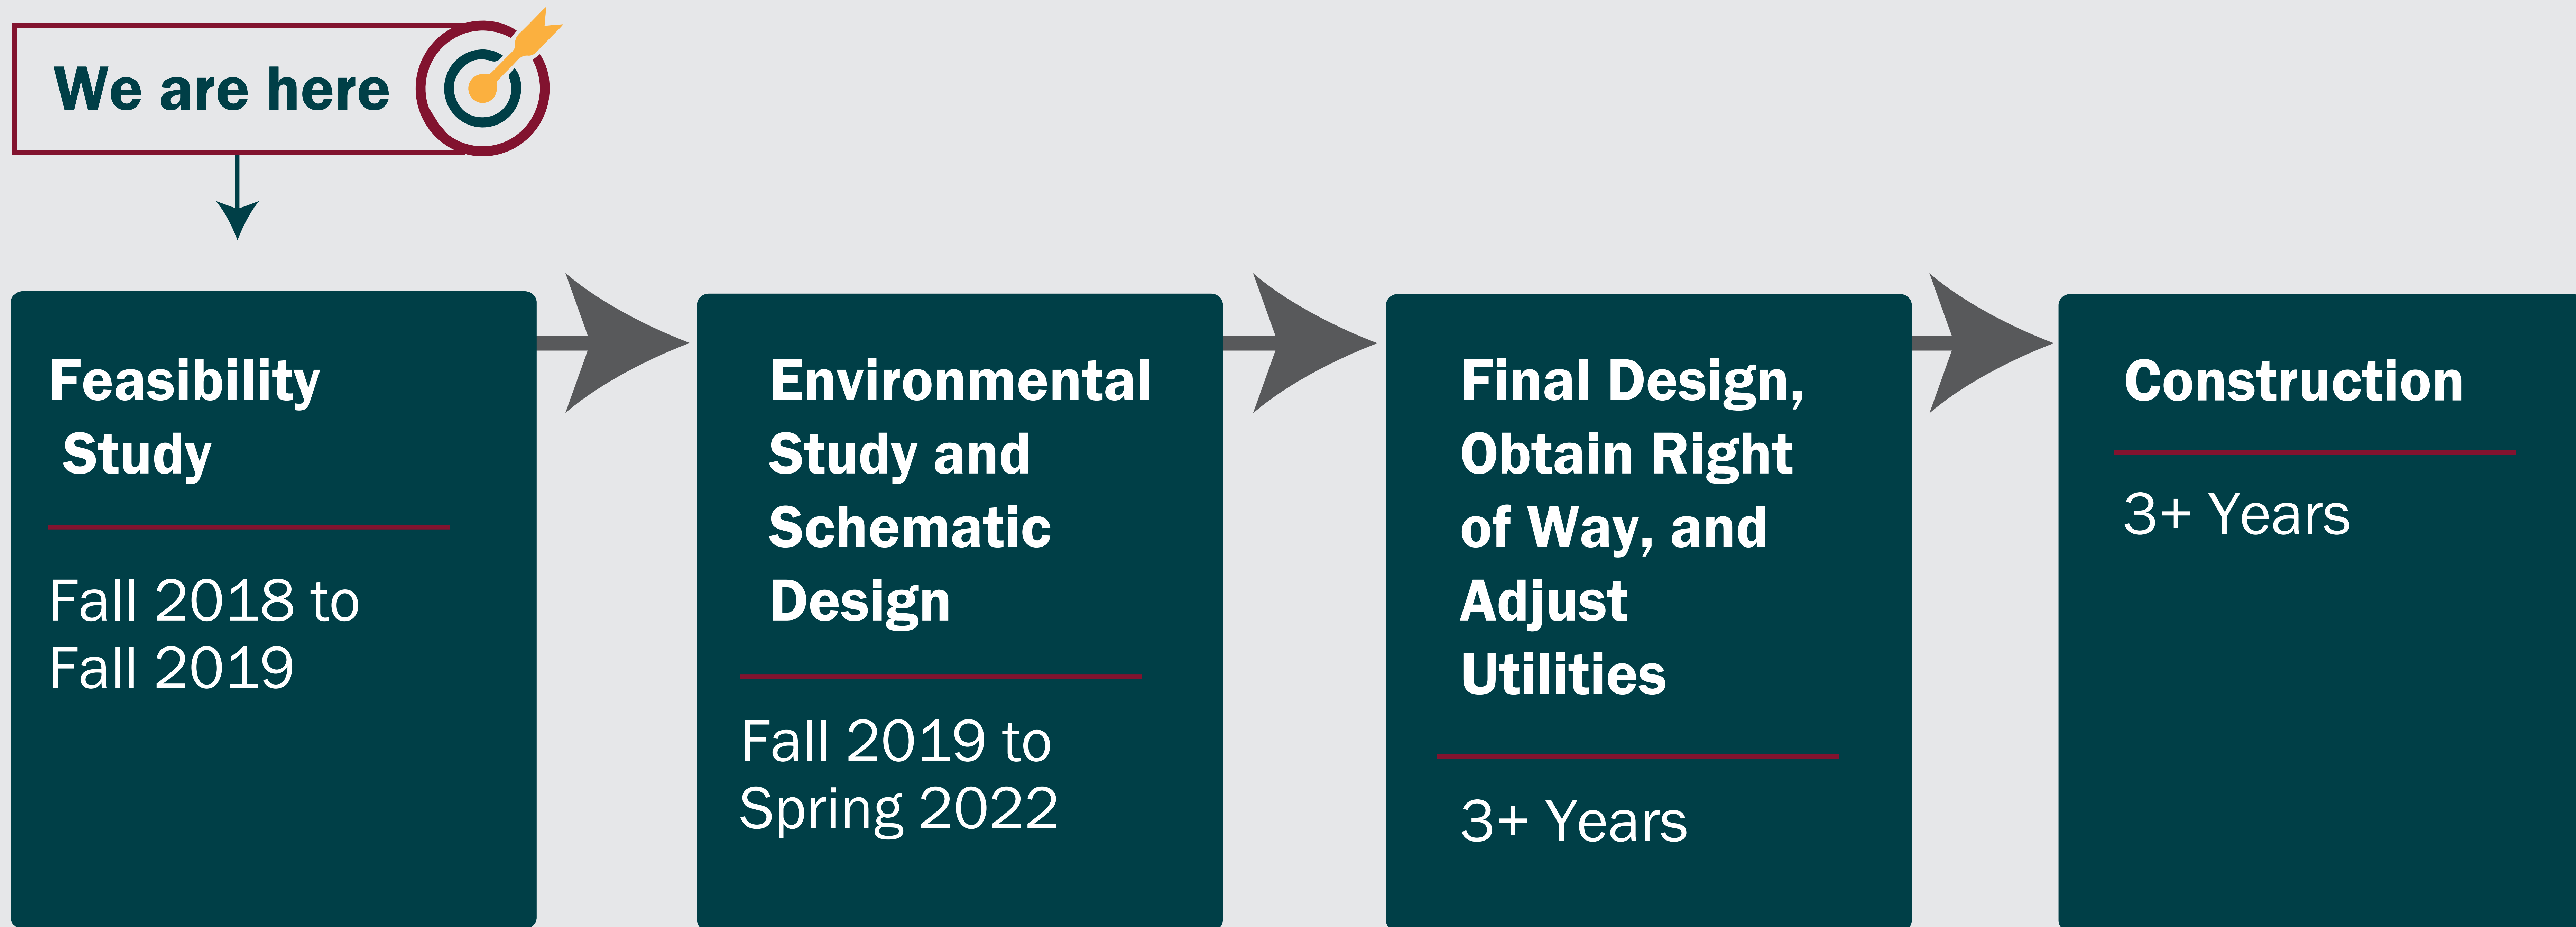 We are here
Feasibility
Study
Fall 2018 to
Fall 2019
Environmental
Study and
Schematic
Design
Fall 2019 to
Spring 2022
Final Design,
Obtain Right
of Way, and
Adjust
Utilities
3+ Years
Construction
3+ Years